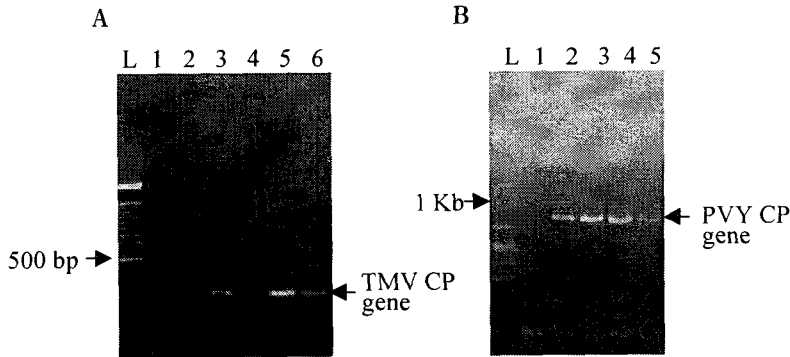 A
L 1 2 3 4 5 6
500 bp
TMV CP
gene
B
L 1 2 3 4 5
1 Kb
PVY CP
gene